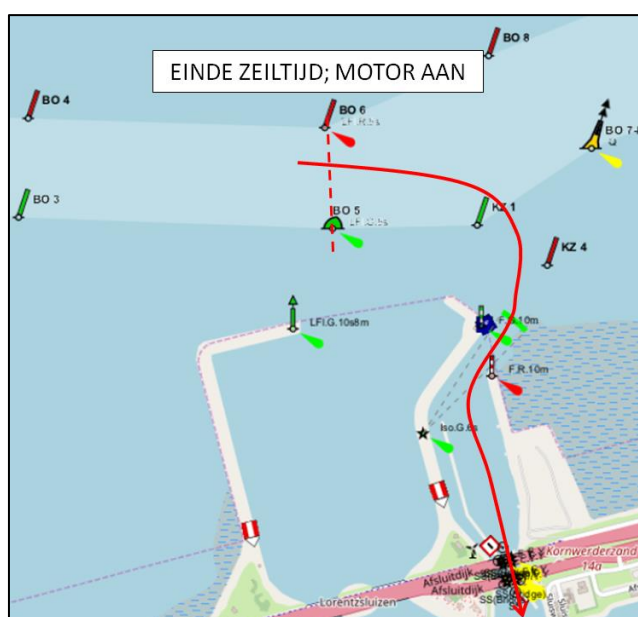 BO 8
EINDE ZEILTIJD; MOTOR AAN
BO 4
BO 6
BO 3
BO 5
KZ 1
KZ 4
LFl.G.10s8m
F.R.10m
Iso.G.6s
Kornwerderzand
14a
Afsluitdijk
Afsluitdijk
Lorentzsluizen